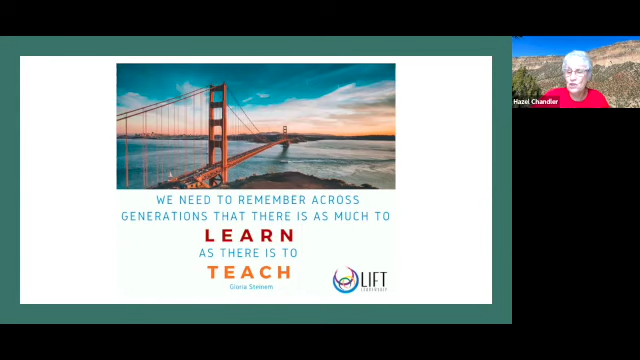 WE NEED TO REMEMBER ACROSS
GENERATIONS THAT THERE IS AS MUCH TO
LEARN
AS THERE IS TO
TEACH
Gloria Steinem
LIFT
LEADERSHIP
Hazel Chandler